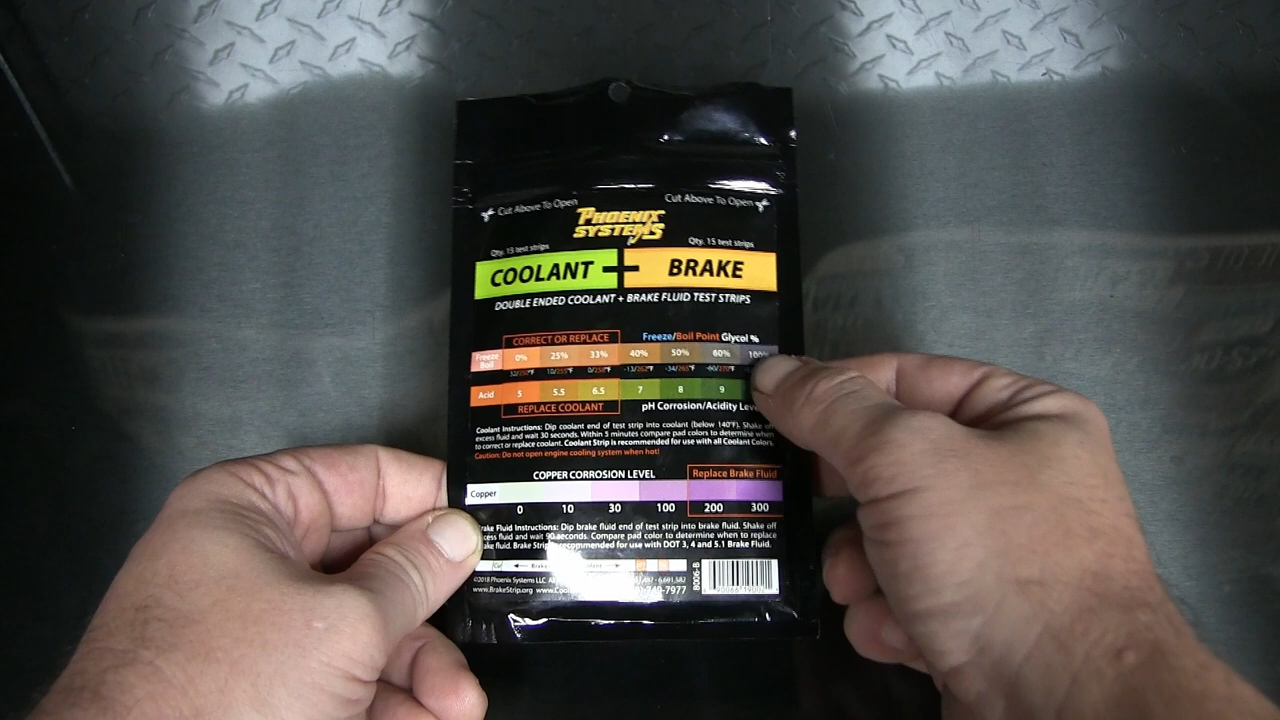 Cut Above To Open
Cut Above To Open
PHOENIX
SYSTEMS
Qty. 15 test strips
Qty. 15 test strips
COOLANT + BRAKE
DOUBLE ENDED COOLANT + BRAKE FLUID TEST STRIPS
CORRECT OR REPLACE
Freeze/Boil Point Glycol %
Freeze Boil 0% 25% 33% 40% 50% 60% 100%
Acid 5 5.5 6.5 7 8 9
REPLACE COOLANT
pH Corrosion/Acidity
Coolant Instructions: Dip coolant end of test strip into coolant (below 140°F). Shake off
excess fluid and wait 30 seconds. Within 5 minutes compare pad colors to determine when
to correct or replace coolant. Coolant Strip is recommended for use with all Coolant Colors.
Caution: Do not open engine cooling system when hot!
COPPER CORROSION LEVEL
Replace Brake Fluid
Copper
0 10 30 100 200 300
Fluid Instructions: Dip brake fluid end of test strip into brake fluid. Shake off
fluid and wait 90 seconds. Compare pad color to determine when to replace
fluid. Brake recommended for use with DOT 3, 4 and 5.1 Brake Fluid.
©2018 Phoenix Systems LLC 6,691,562
www.BrakeStrip.org
8006-B